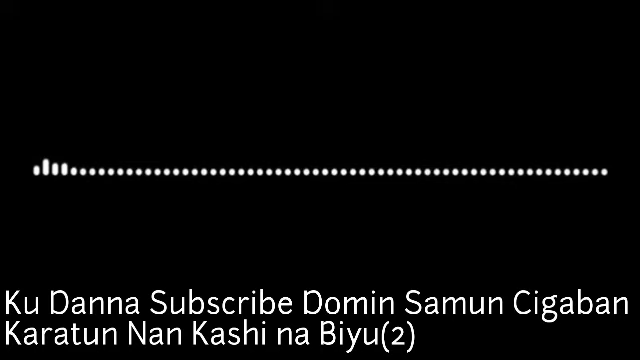 Ku Danna Subscribe Domin Samun Cigaban
Karatun Nan Kashi na Biyu(2)